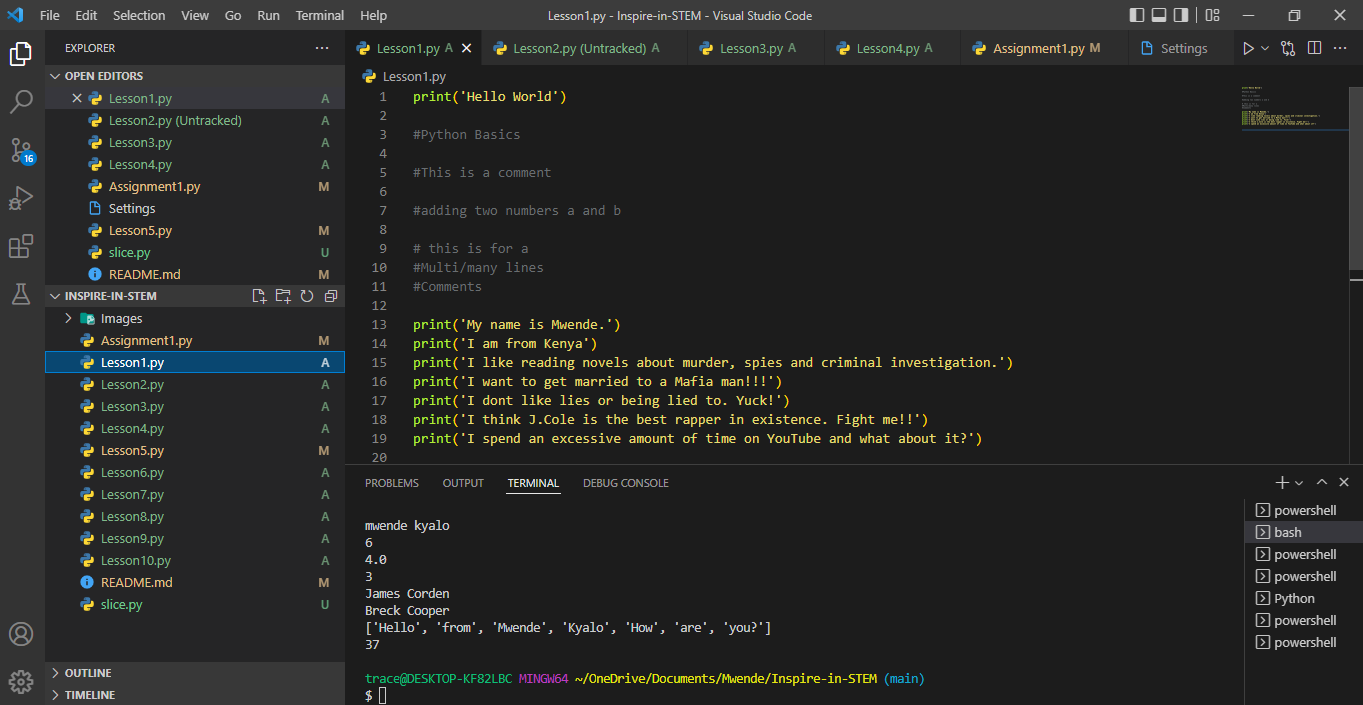 File Edit Selection View Go Run Terminal Help Lesson1.py - Inspire-in-STEM - Visual Studio Code
EXPLORER
Lesson1.py A Lesson2.py (Untracked) A Lesson3.py A Lesson4.py A Assignment1.py M Settings
OPEN EDITORS
Lesson1.py A
Lesson2.py (Untracked) A
Lesson3.py A
Lesson4.py A
Assignment1.py M
Settings
Lesson5.py M
slice.py U
README.md M
16
INSPIRE-IN-STEM
Images
Assignment1.py M
Lesson1.py A
Lesson2.py A
Lesson3.py A
Lesson4.py A
Lesson5.py M
Lesson6.py A
Lesson7.py A
Lesson8.py A
Lesson9.py A
Lesson10.py A
README.md M
slice.py U
OUTLINE
TIMELINE
Lesson1.py
1 print('Hello World')
2
3 #Python Basics
4
5 #This is a comment
6
7 #adding two numbers a and b
8
9 # this is for a
10 #Multi/many lines
11 #Comments
12
13 print('My name is Mwende.')
14 print('I am from Kenya')
15 print('I like reading novels about murder, spies and criminal investigation.')
16 print('I want to get married to a Mafia man!!!')
17 print('I dont like lies or being lied to. Yuck!')
18 print('I think J.Cole is the best rapper in existence. Fight me!!')
19 print('I spend an excessive amount of time on YouTube and what about it?')
20
PROBLEMS OUTPUT TERMINAL DEBUG CONSOLE
mwende kyalo
6
4.0
3
James Corden
Breck Cooper
['Hello', 'from', 'Mwende', 'Kyalo', 'How', 'are', 'you?']
37
trace@DESKTOP-KF82LBC MINGW64 ~/OneDrive/Documents/Mwende/Inspire-in-STEM (main)
$
powershell
bash
powershell
powershell
Python
powershell
powershell